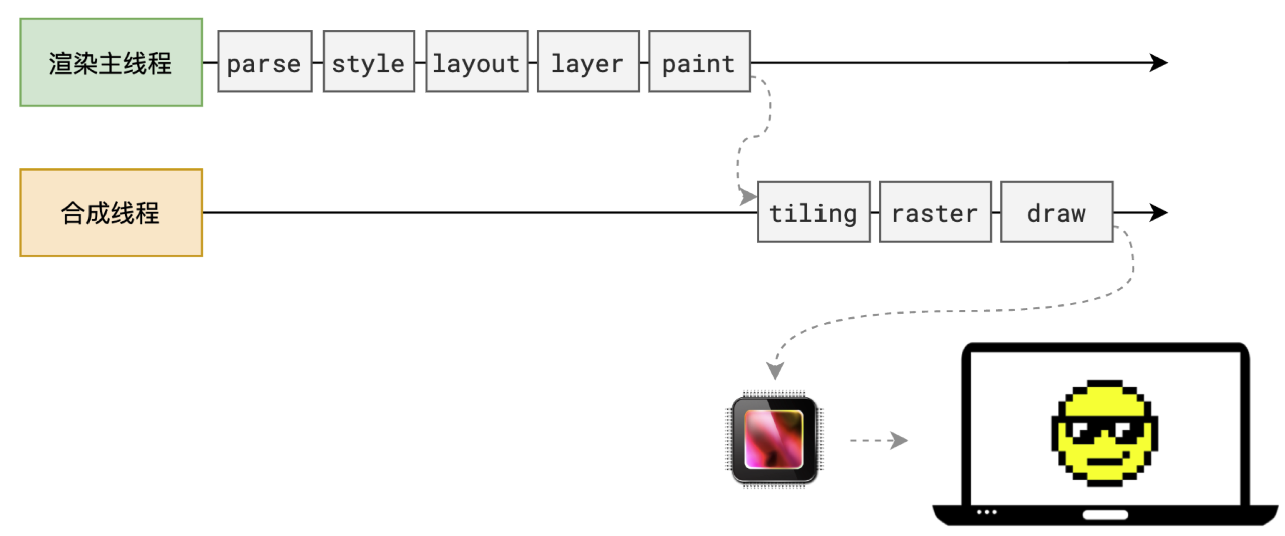 渲染主线程
parse
style
layout
layer
paint
合成线程
tiling
raster
draw